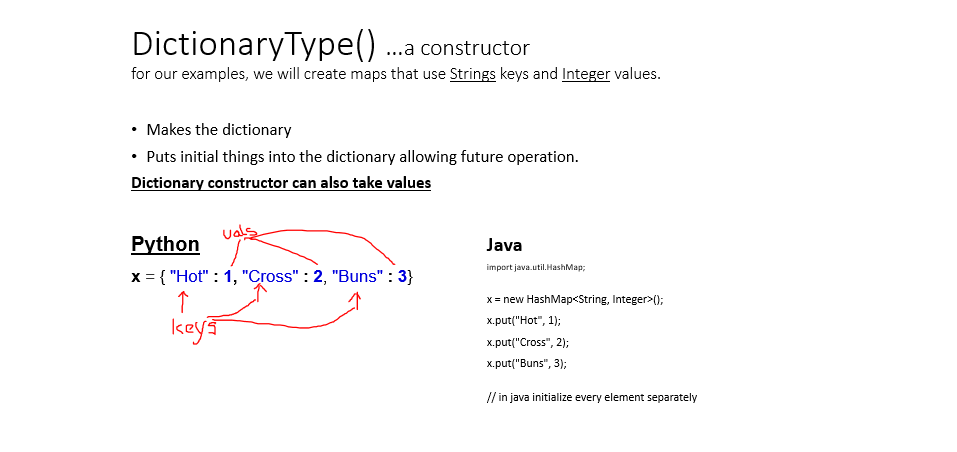 DictionaryType() ...a constructor
for our examples, we will create maps that use Strings keys and Integer values.
• Makes the dictionary
• Puts initial things into the dictionary allowing future operation.
Dictionary constructor can also take values
vals
Python
x = { "Hot" : 1, "Cross" : 2, "Buns" : 3}
keys
Java
import java.util.HashMap;
x = new HashMap<String, Integer>();
x.put("Hot", 1);
x.put("Cross", 2);
x.put("Buns", 3);
// in java initialize every element separately